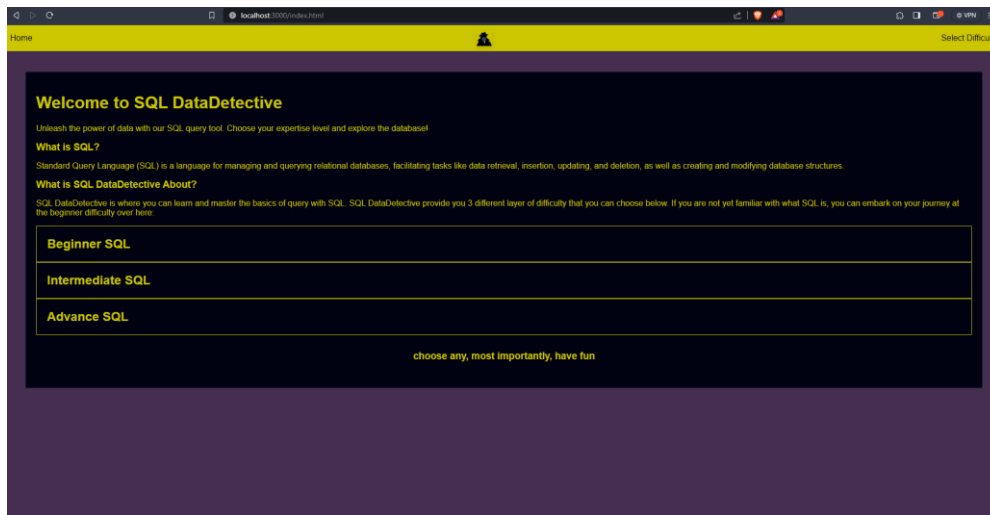 localhost:3000/index.html
VPN
Home
Select Difficu
Welcome to SQL DataDetective
Unleash the power of data with our SQL query tool. Choose your expertise level and explore the database!
What is SQL?
Standard Query Language (SQL) is a language for managing and querying relational databases, facilitating tasks like data retrieval, insertion, updating, and deletion, as well as creating and modifying database structures.
What is SQL DataDetective About?
SQL DataDetective is where you can learn and master the basics of query with SQL. SQL DataDetective provide you 3 different layer of difficulty that you can choose below. If you are not yet familiar with what SQL is, you can embark on your journey at
the beginner difficulty over here:
Beginner SQL
Intermediate SQL
Advance SQL
choose any, most importantly, have fun